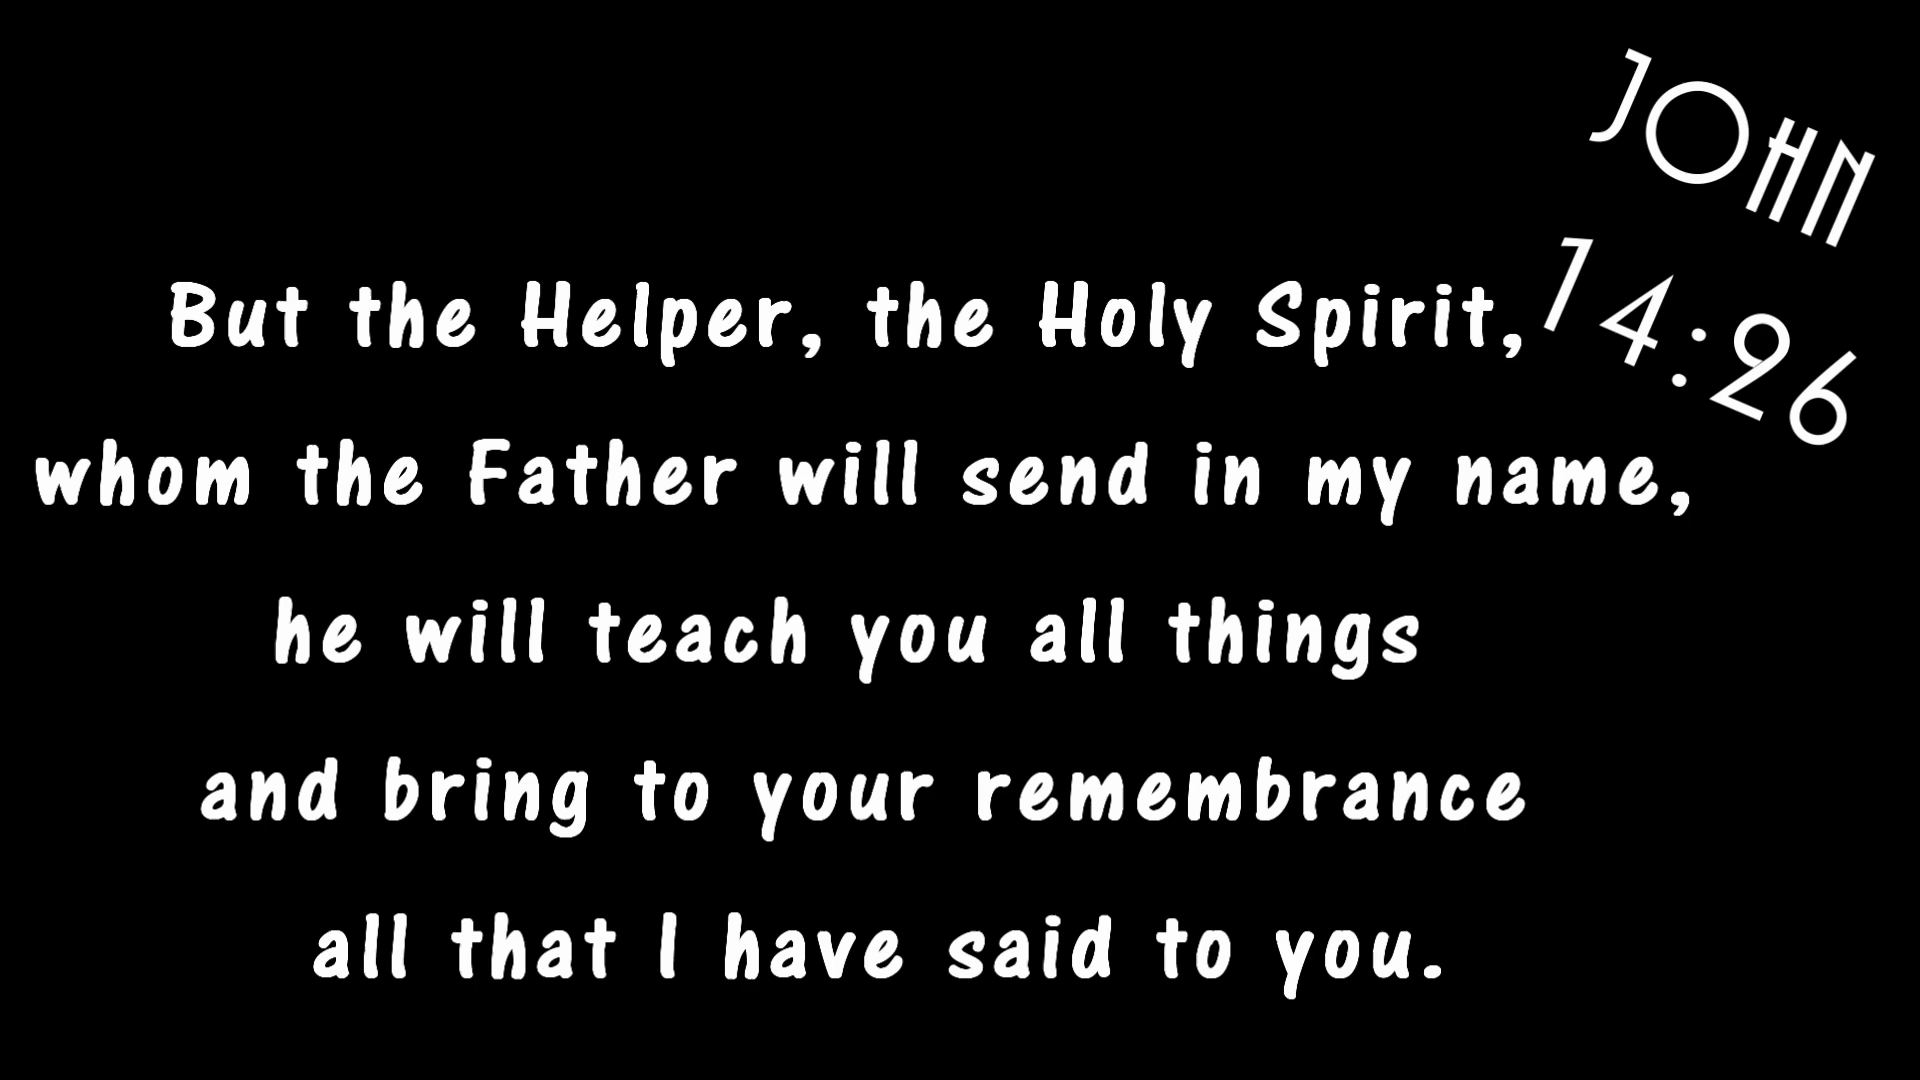 JOHN
14:26
But the Helper, the Holy Spirit,
whom the Father will send in my name,
he will teach you all things
and bring to your remembrance
all that I have said to you.